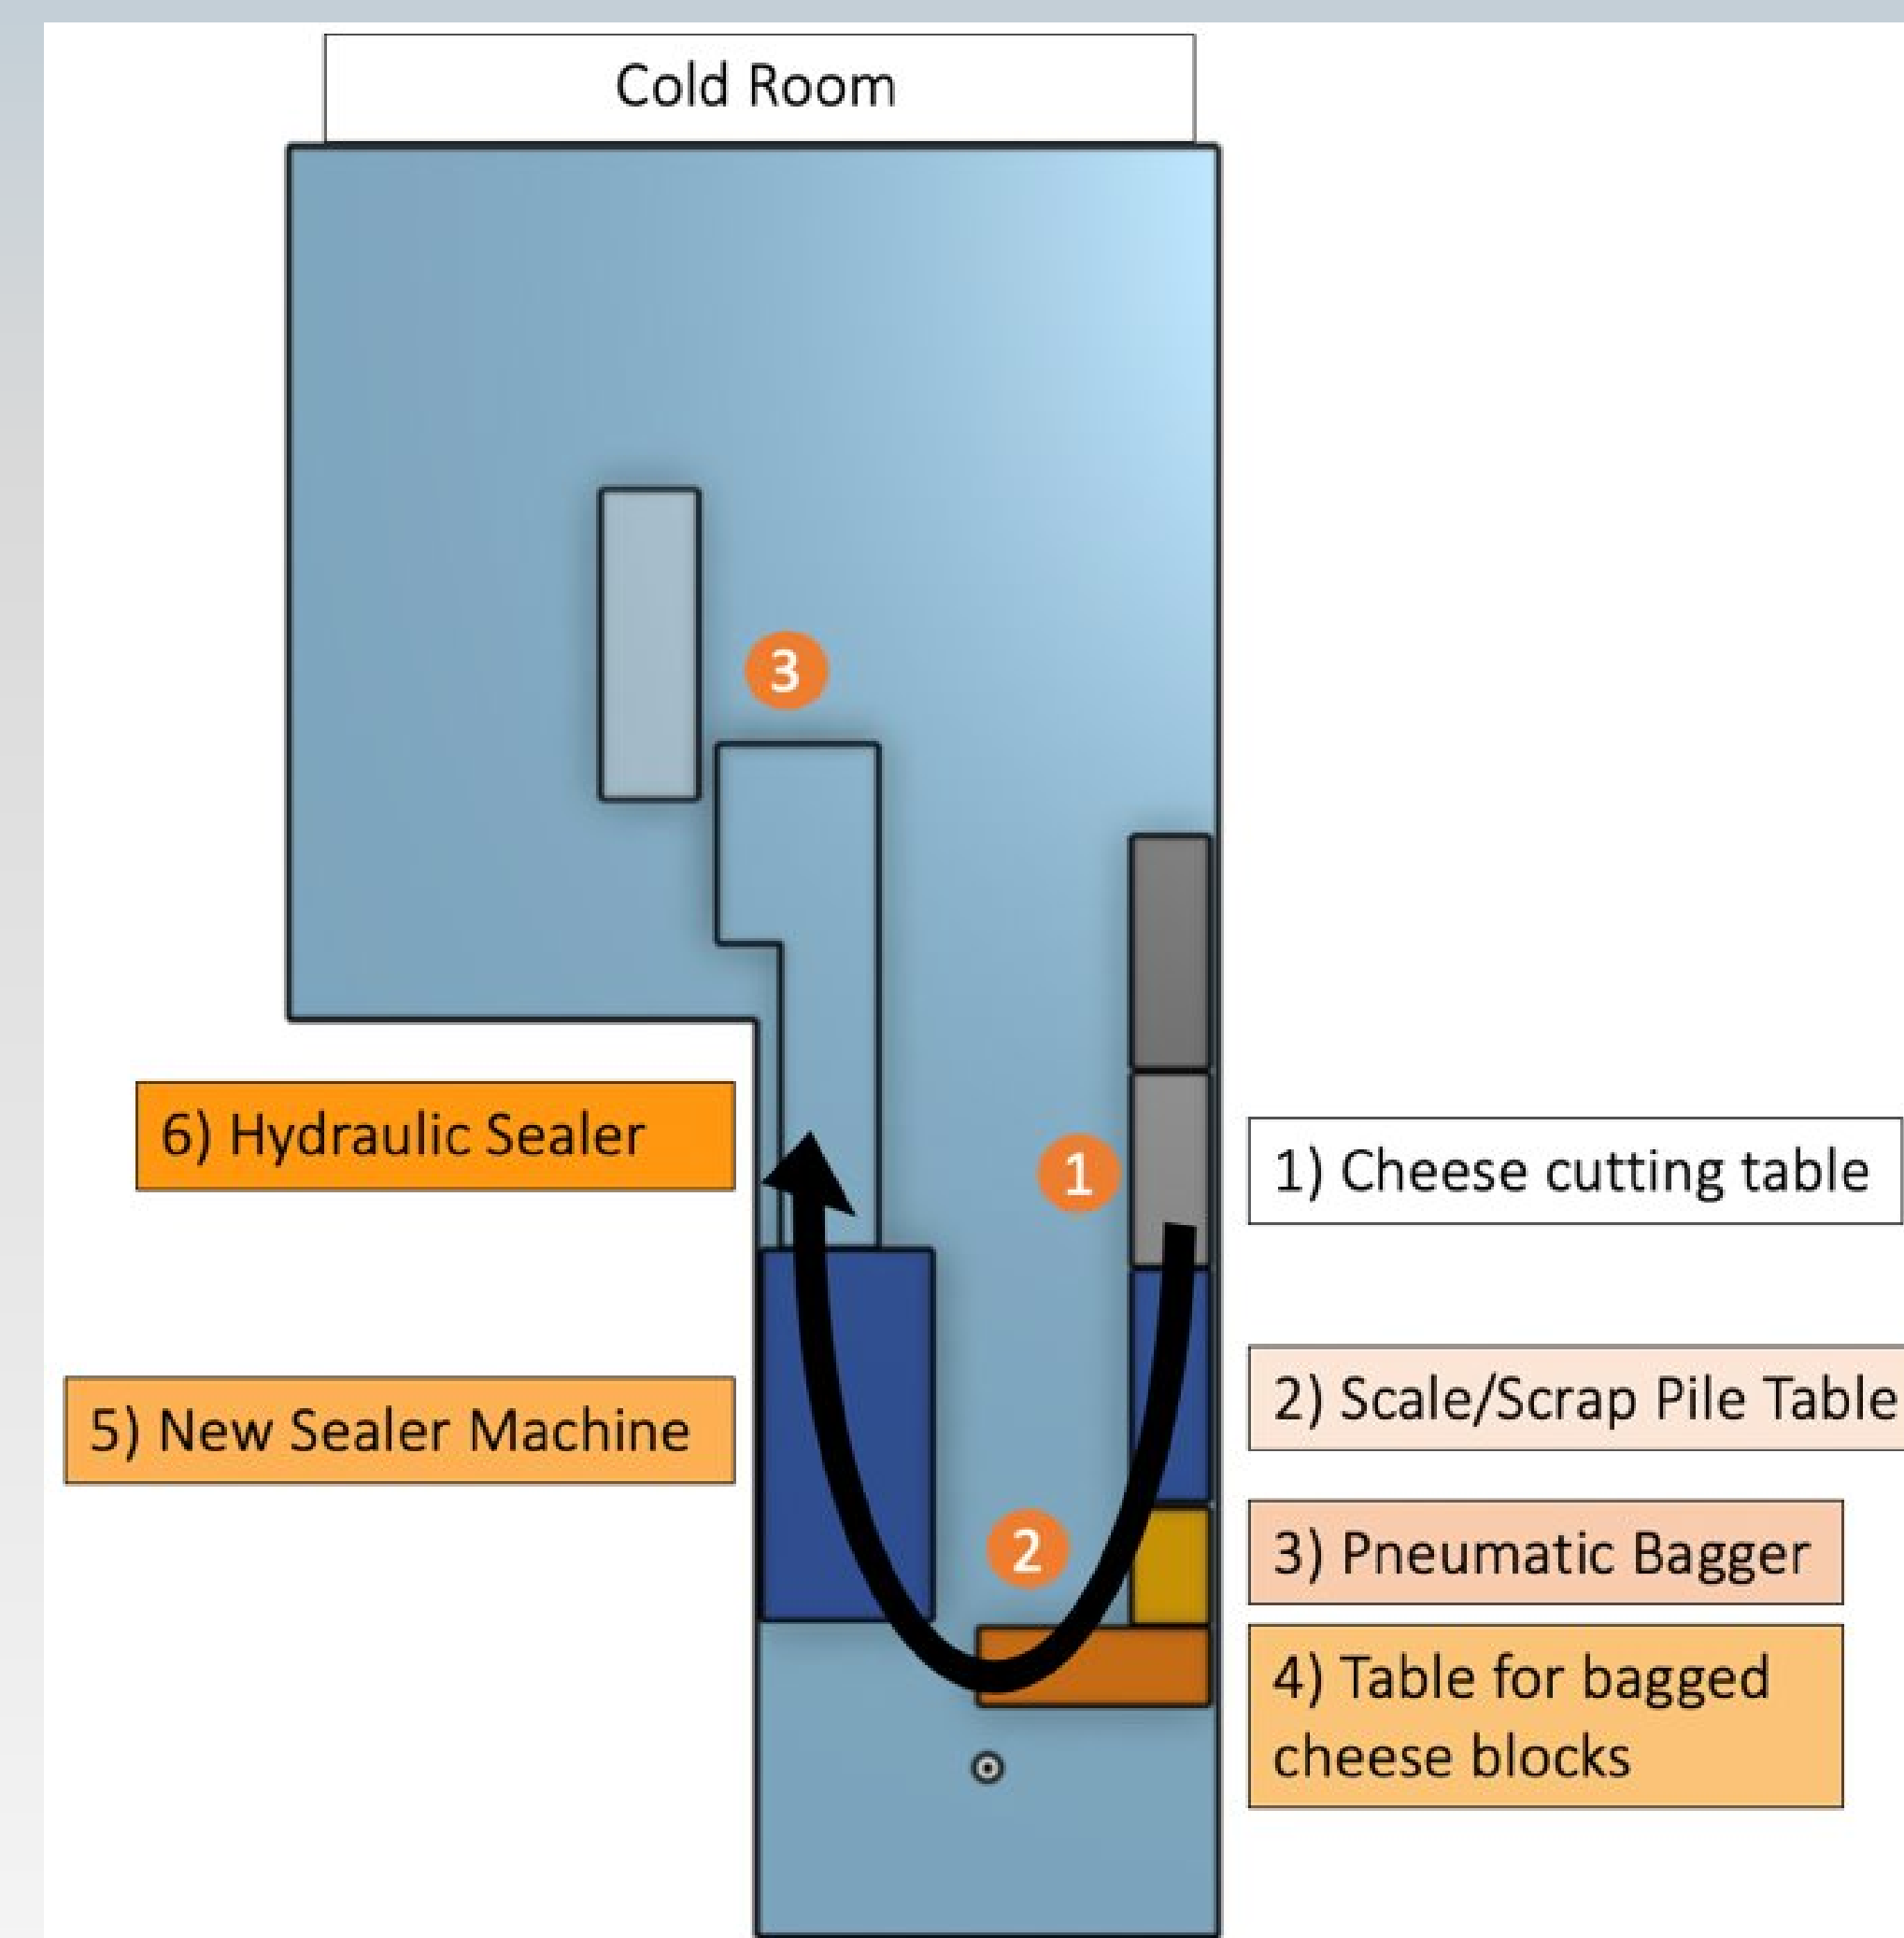 Cold Room
3
6) Hydraulic Sealer
1
1) Cheese cutting table
2) Scale/Scrap Pile Table
5) New Sealer Machine
2
3) Pneumatic Bagger
4) Table for bagged
cheese blocks